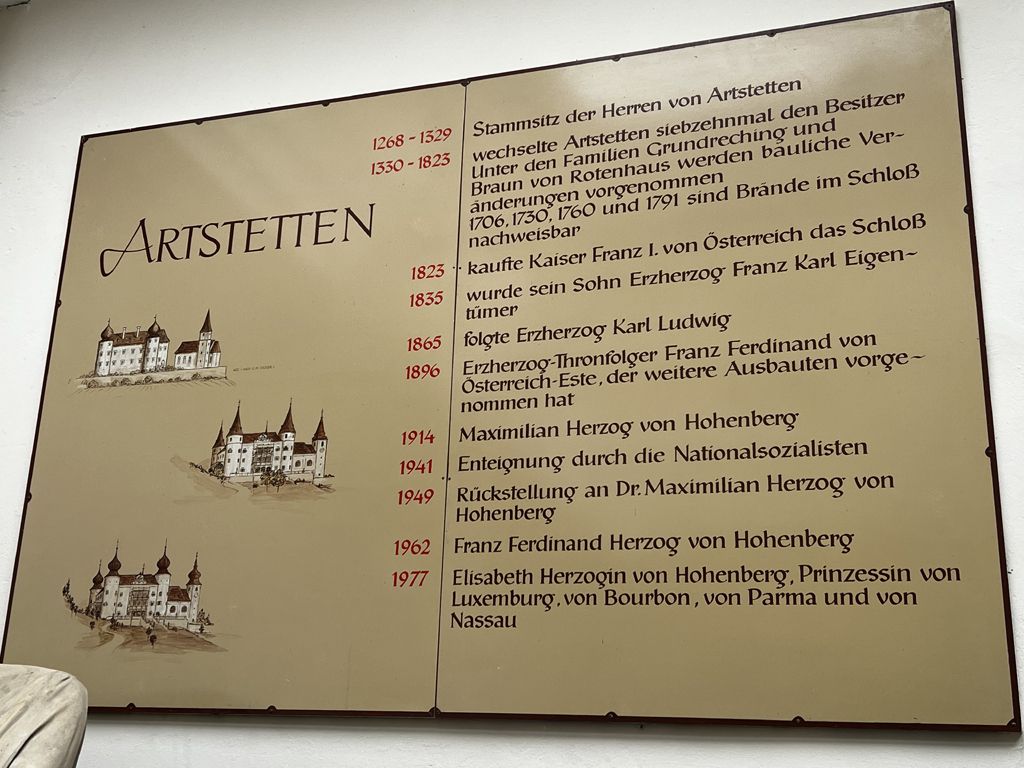 ARTSTETTEN
1268 - 1329 Stammsitz der Herren von Artstetten
1330 - 1823 wechselte Artstetten siebzehnmal den Besitzer
Unter den Familien Grundreching und
Braun von Rotenhaus werden bauliche Ver-
änderungen vorgenommen
1706, 1730, 1760 und 1791 sind Brände im Schloß
nachweisbar
1823 kaufte Kaiser Franz I. von Österreich das Schloß
1835 wurde sein Sohn Erzherzog Franz Karl Eigen-
tümer
1865 folgte Erzherzog Karl Ludwig
1896 Erzherzog-Thronfolger Franz Ferdinand von
Österreich-Este, der weitere Ausbauten vorge-
nommen hat
1914 Maximilian Herzog von Hohenberg
1941 Enteignung durch die Nationalsozialisten
1949 Rückstellung an Dr. Maximilian Herzog von
Hohenberg
1962 Franz Ferdinand Herzog von Hohenberg
1977 Elisabeth Herzogin von Hohenberg, Prinzessin von
Luxemburg, von Bourbon, von Parma und von
Nassau